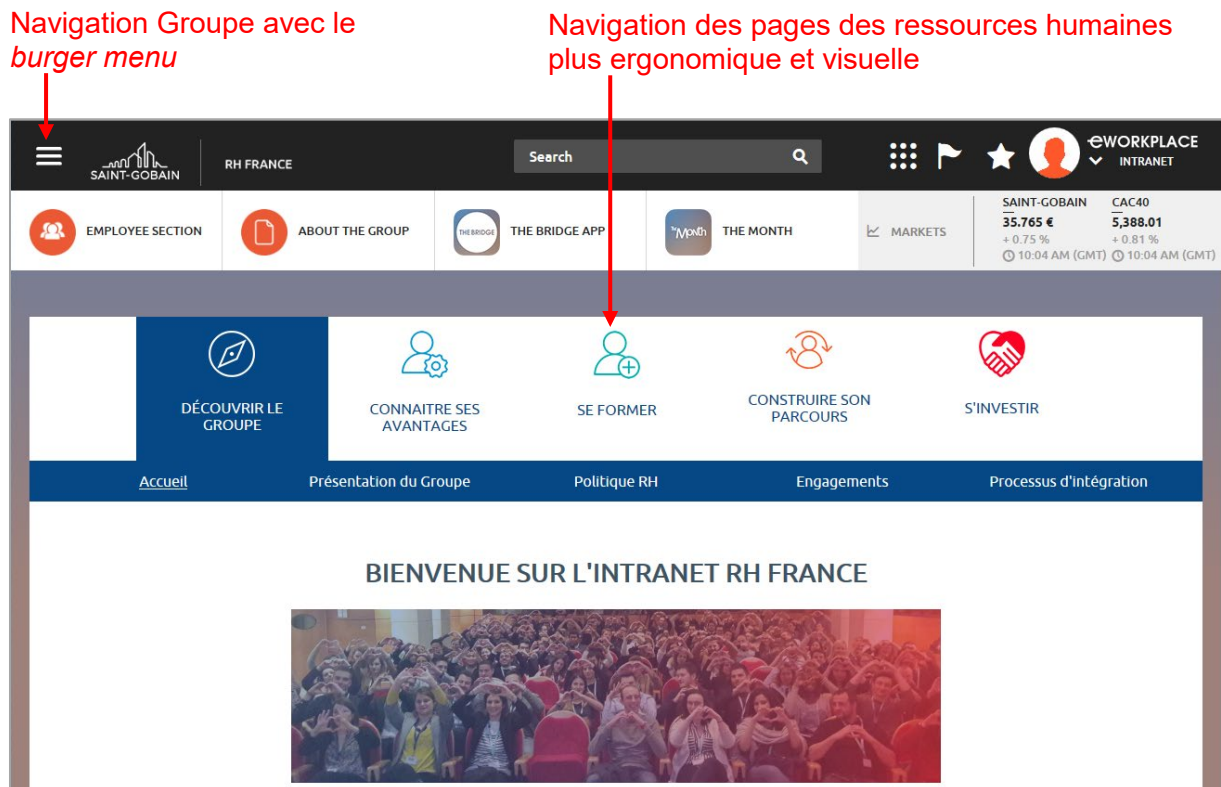 Navigation Groupe avec le
burger menu
Navigation des pages des ressources humaines
plus ergonomique et visuelle
SAINT-GOBAIN
RH FRANCE
Search
eWORKPLACE
INTRANET
EMPLOYEE SECTION
ABOUT THE GROUP
THE BRIDGE
THE BRIDGE APP
The Month
THE MONTH
MARKETS
SAINT-GOBAIN CAC40
35.765 € 5,388.01
+ 0.75 % + 0.81 %
10:04 AM (GMT) 10:04 AM (GMT)
DÉCOUVRIR LE
GROUPE
CONNAITRE SES
AVANTAGES
SE FORMER
CONSTRUIRE SON
PARCOURS
S'INVESTIR
Accueil
Présentation du Groupe
Politique RH
Engagements
Processus d'intégration
BIENVENUE SUR L'INTRANET RH FRANCE